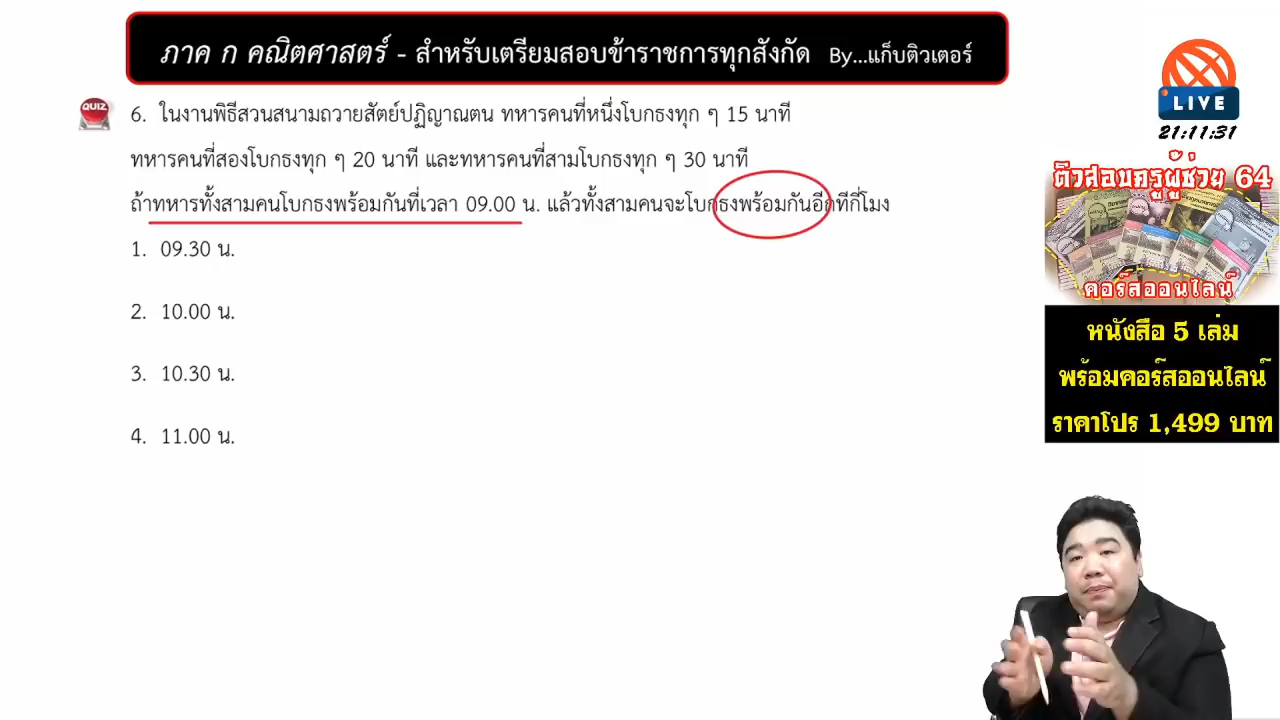 ภาค ก คณิตศาสตร์ - สำหรับเตรียมสอบข้าราชการทุกสังกัด By...แก็บติวเตอร์
LIVE
21:11:31
QUIZ
6. ในงานพิธีสวนสนามถวายสัตย์ปฏิญาณตน ทหารคนที่หนึ่งโบกธงทุก ๆ 15 นาที
ทหารคนที่สองโบกธงทุก ๆ 20 นาที และทหารคนที่สามโบกธงทุก ๆ 30 นาที
ถ้าทหารทั้งสามคนโบกธงพร้อมกันที่เวลา 09.00 น. แล้วทั้งสามคนจะโบกธงพร้อมกันอีกทีกี่โมง
1. 09.30 น.
2. 10.00 น.
3. 10.30 น.
4. 11.00 น.
ติวสอบครูผู้ช่วย 64
คอร์สออนไลน์
หนังสือ 5 เล่ม
พร้อมคอร์สออนไลน์
ราคาโปร 1,499 บาท